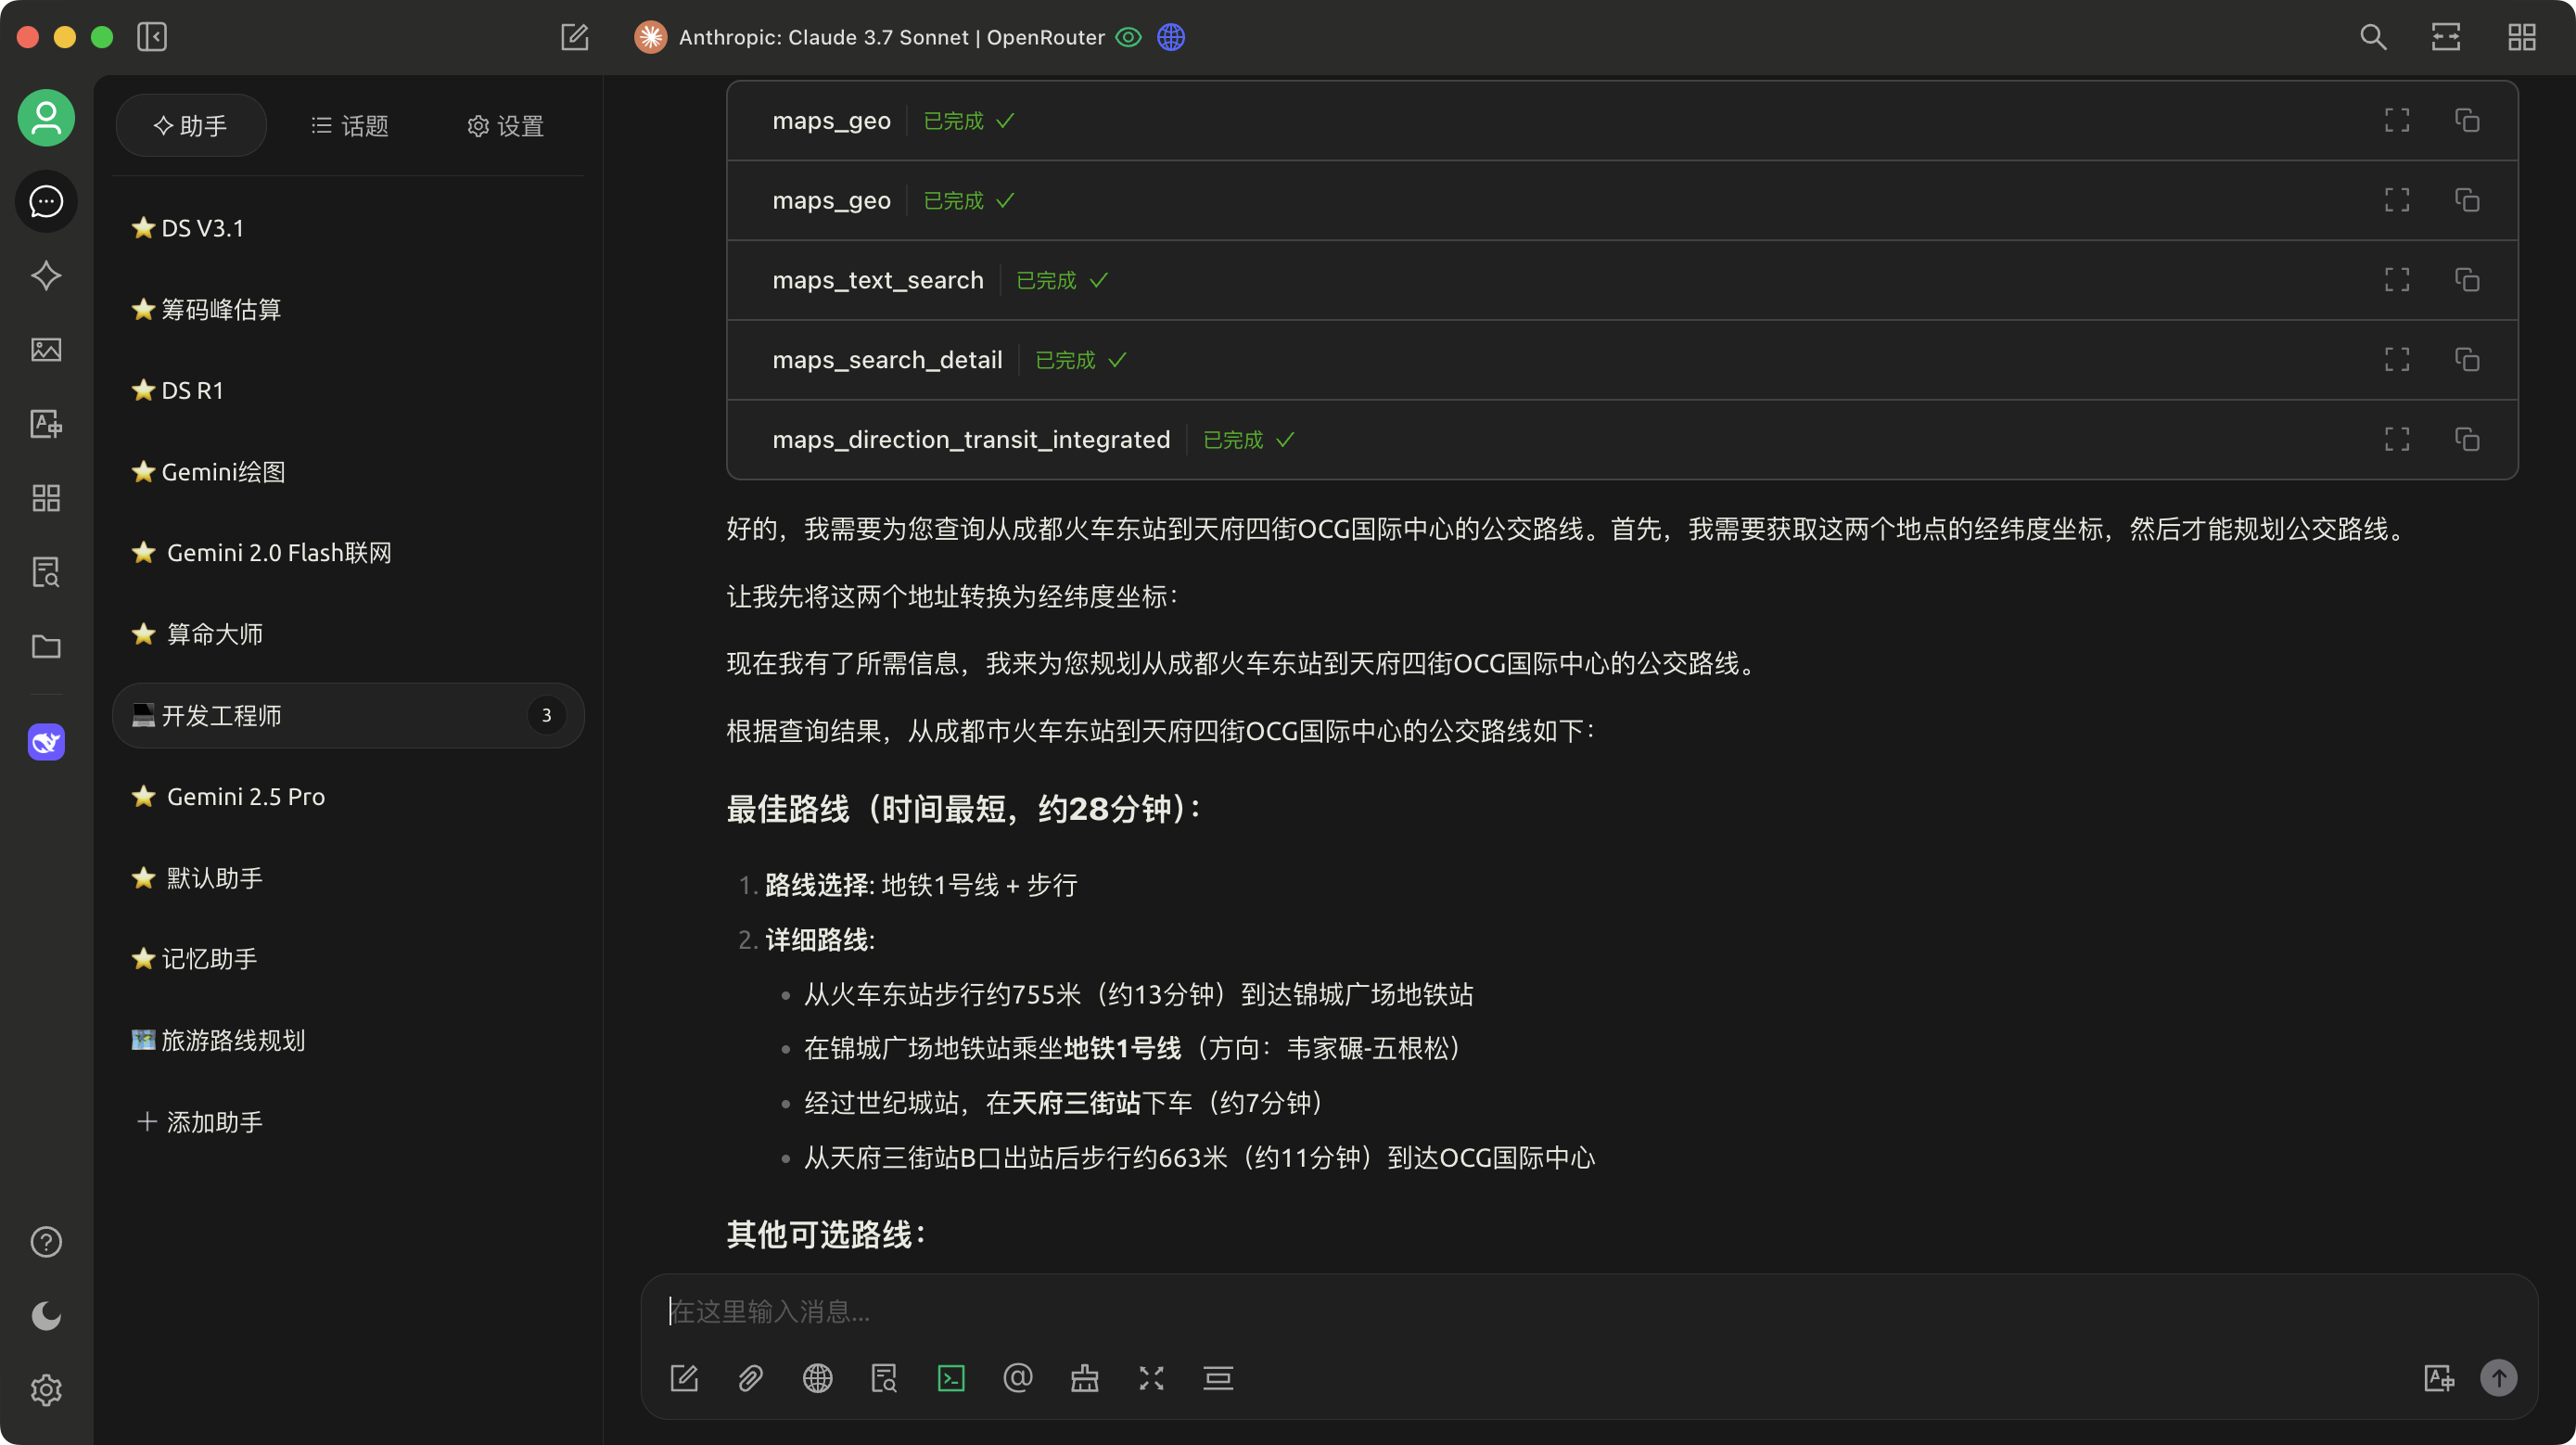 Anthropic: Claude 3.7 Sonnet | OpenRouter
助手
话题
设置
DS V3.1
筹码峰估算
DS R1
Gemini绘图
Gemini 2.0 Flash联网
算命大师
开发工程师
3
Gemini 2.5 Pro
默认助手
记忆助手
旅游路线规划
添加助手
maps_geo 已完成
maps_geo 已完成
maps_text_search 已完成
maps_search_detail 已完成
maps_direction_transit_integrated 已完成
好的，我需要为您查询从成都火车东站到天府四街OCG国际中心的公交路线。首先，我需要获取这两个地点的经纬度坐标，然后才能规划公交路线。
让我先将这两个地址转换为经纬度坐标：
现在我有了所需信息，我来为您规划从成都火车东站到天府四街OCG国际中心的公交路线。
根据查询结果，从成都市火车东站到天府四街OCG国际中心的公交路线如下：
最佳路线（时间最短，约28分钟）：
1. 路线选择: 地铁1号线 + 步行
2. 详细路线:
从火车东站步行约755米（约13分钟）到达锦城广场地铁站
在锦城广场地铁站乘坐地铁1号线（方向：韦家碾-五根松）
经过世纪城站，在天府三街站下车（约7分钟）
从天府三街站B口出站后步行约663米（约11分钟）到达OCG国际中心
其他可选路线：
在这里输入消息...